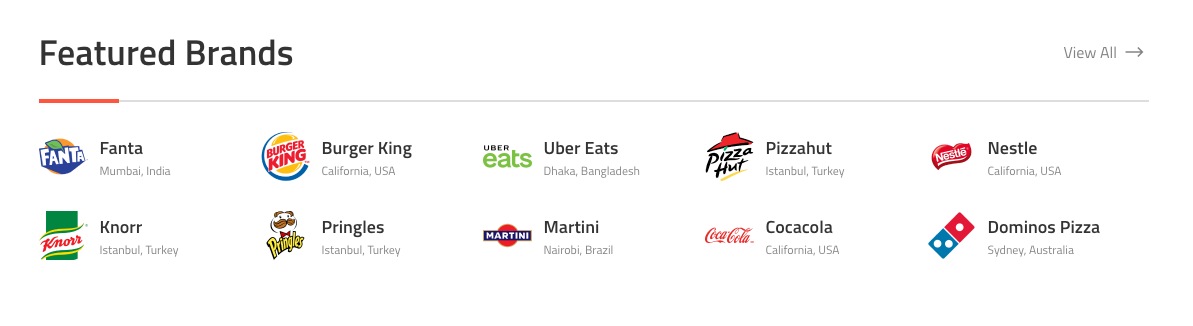 Featured Brands
View All
FANTA
Fanta
Mumbai, India
BURGER
KING
Burger King
California, USA
UBER
eats
Uber Eats
Dhaka, Bangladesh
Pizza
Hut
Pizzahut
Istanbul, Turkey
Nestlé
Nestle
California, USA
Knorr
Knorr
Istanbul, Turkey
Pringles
Pringles
Istanbul, Turkey
MARTINI
Martini
Nairobi, Brazil
Coca-Cola
Cocacola
California, USA
Dominos Pizza
Sydney, Australia